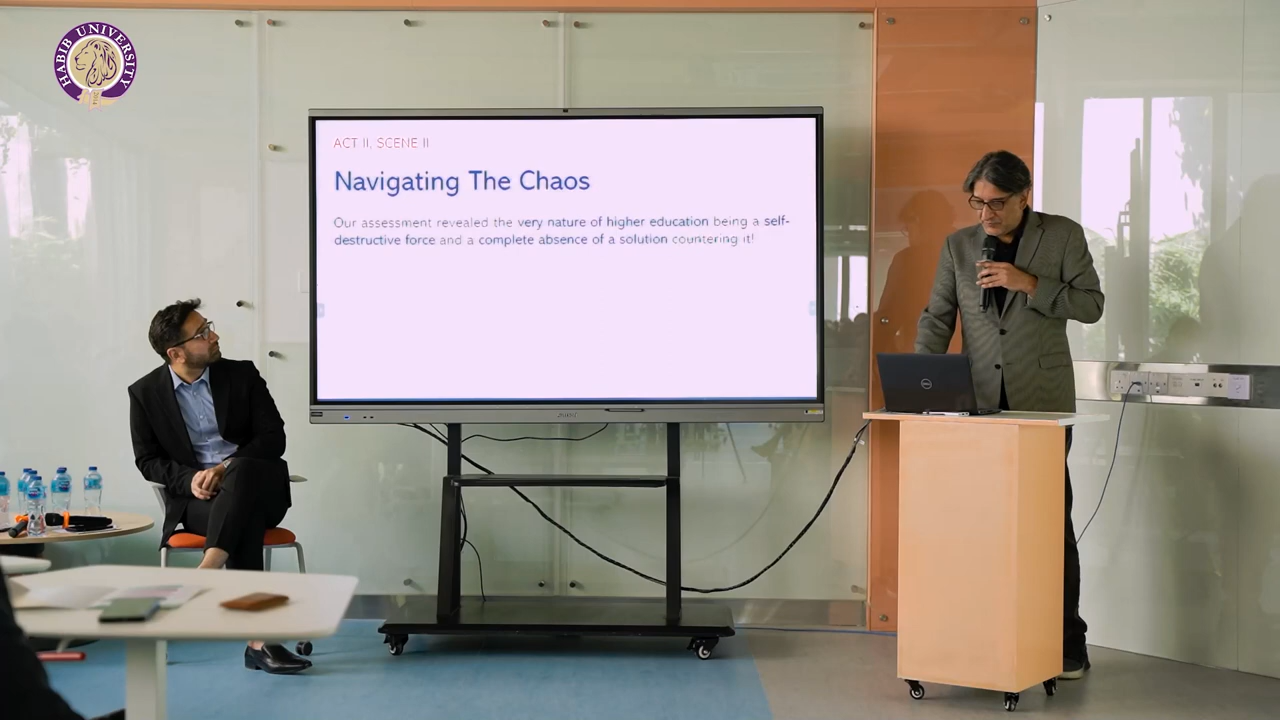 HABIB UNIVERSITY
ACT II, SCENE II
Navigating The Chaos
Our assessment revealed the very nature of higher education being a self-
destructive force and a complete absence of a solution countering it!
DELL